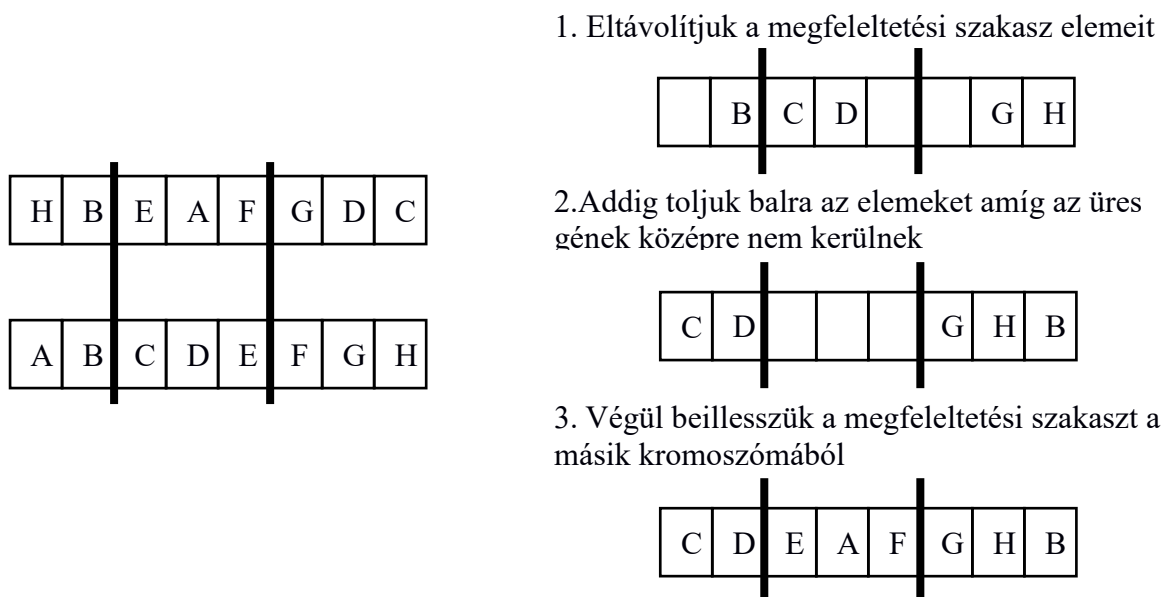 1. Eltávolítjuk a megfeleltetési szakasz elemeit
B C D G H
H B E A F G D C
2.Addig toljuk balra az elemeket amíg az üres
gének középre nem kerülnek
C D G H B
A B C D E F G H
3. Végül beillesszük a megfeleltetési szakaszt a
másik kromoszómából
C D E A F G H B